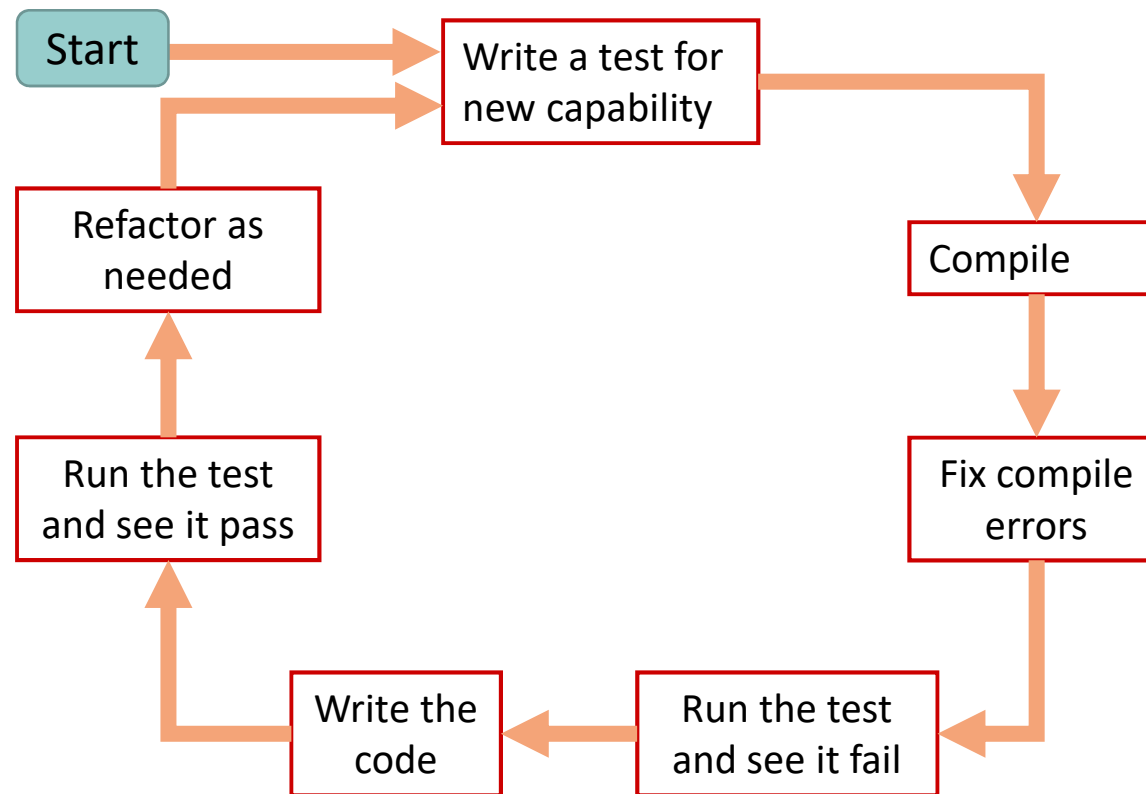 Start
Write a test for
new capability
Compile
Fix compile
errors
Run the test
and see it fail
Write the
code
Run the test
and see it pass
Refactor as
needed